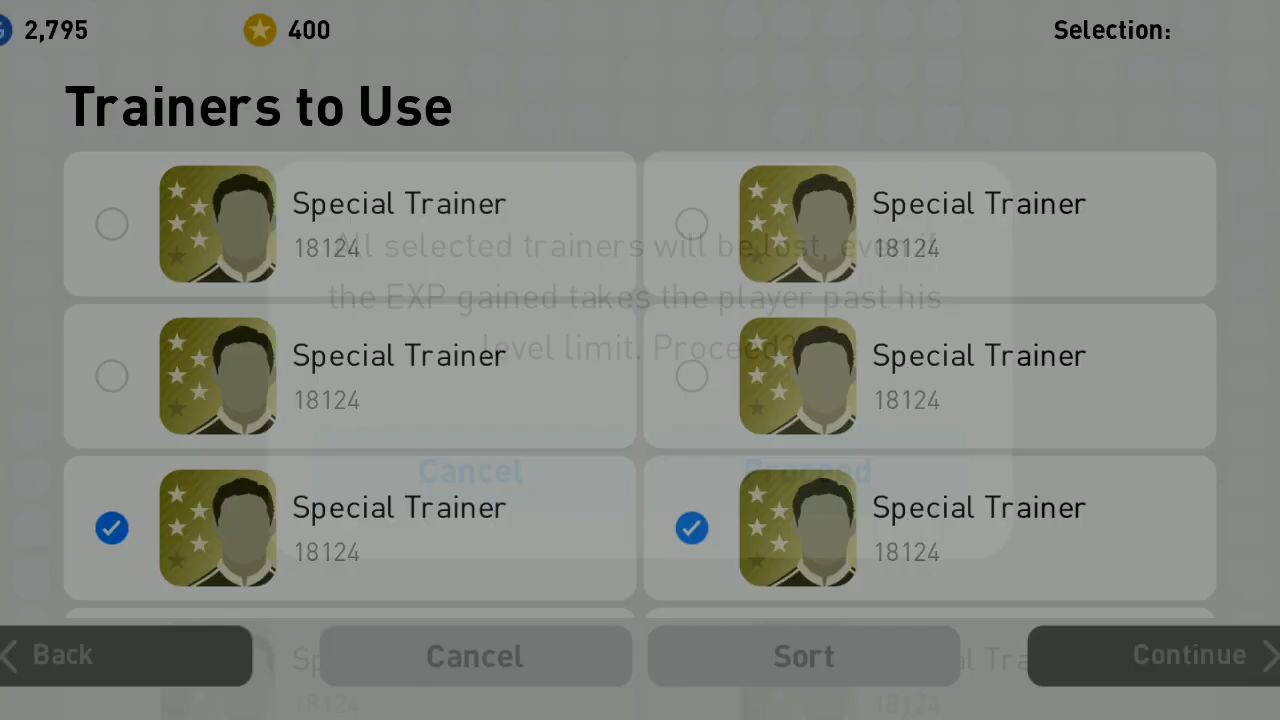 2,795
400
Selection:
Trainers to Use
Special Trainer
18124
Special Trainer
18124
All selected trainers will be lost, even if
the EXP gained takes the player past his
level limit. Proceed?
Special Trainer
18124
Special Trainer
18124
Cancel
Proceed
Special Trainer
18124
Special Trainer
18124
Back
Cancel
Sort
Continue
18124
18124